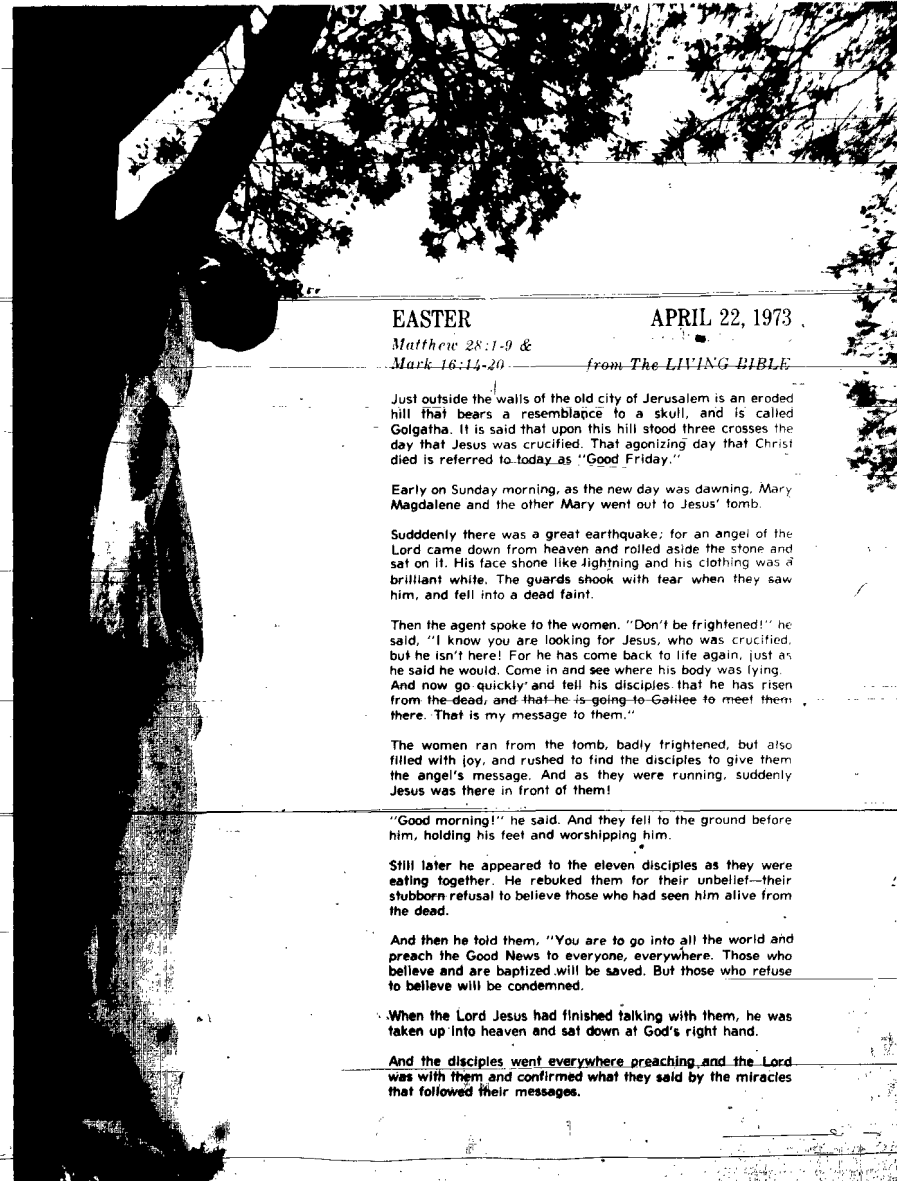 EASTER APRIL 22, 1973
Matthew 28:1-9 &
Mark 16:14-20 from The LIVING BIBLE
Just outside the walls of the old city of Jerusalem is an eroded
hill that bears a resemblance to a skull, and is called
Golgatha. It is said that upon this hill stood three crosses the
day that Jesus was crucified. That agonizing day that Christ
died is referred to today as "Good Friday."
Early on Sunday morning, as the new day was dawning, Mary
Magdalene and the other Mary went out to Jesus' tomb.
Sudddenly there was a great earthquake; for an angel of the
Lord came down from heaven and rolled aside the stone and
sat on it. His face shone like lightning and his clothing was a
brilliant white. The guards shook with fear when they saw
him, and fell into a dead faint.
Then the agent spoke to the women. "Don't be frightened!" he
said, "I know you are looking for Jesus, who was crucified,
but he isn't here! For he has come back to life again, just as
he said he would. Come in and see where his body was lying.
And now go quickly and tell his disciples that he has risen
from the dead, and that he is going to Galilee to meet them
there. That is my message to them."
The women ran from the tomb, badly frightened, but also
filled with joy, and rushed to find the disciples to give them
the angel's message. And as they were running, suddenly
Jesus was there in front of them!
"Good morning!" he said. And they fell to the ground before
him, holding his feet and worshipping him.
Still later he appeared to the eleven disciples as they were
eating together. He rebuked them for their unbelief—their
stubborn refusal to believe those who had seen him alive from
the dead.
And then he told them, "You are to go into all the world and
preach the Good News to everyone, everywhere. Those who
believe and are baptized will be saved. But those who refuse
to believe will be condemned.
When the Lord Jesus had finished talking with them, he was
taken up into heaven and sat down at God's right hand.
And the disciples went everywhere preaching and the Lord
was with them and confirmed what they said by the miracles
that followed their messages.